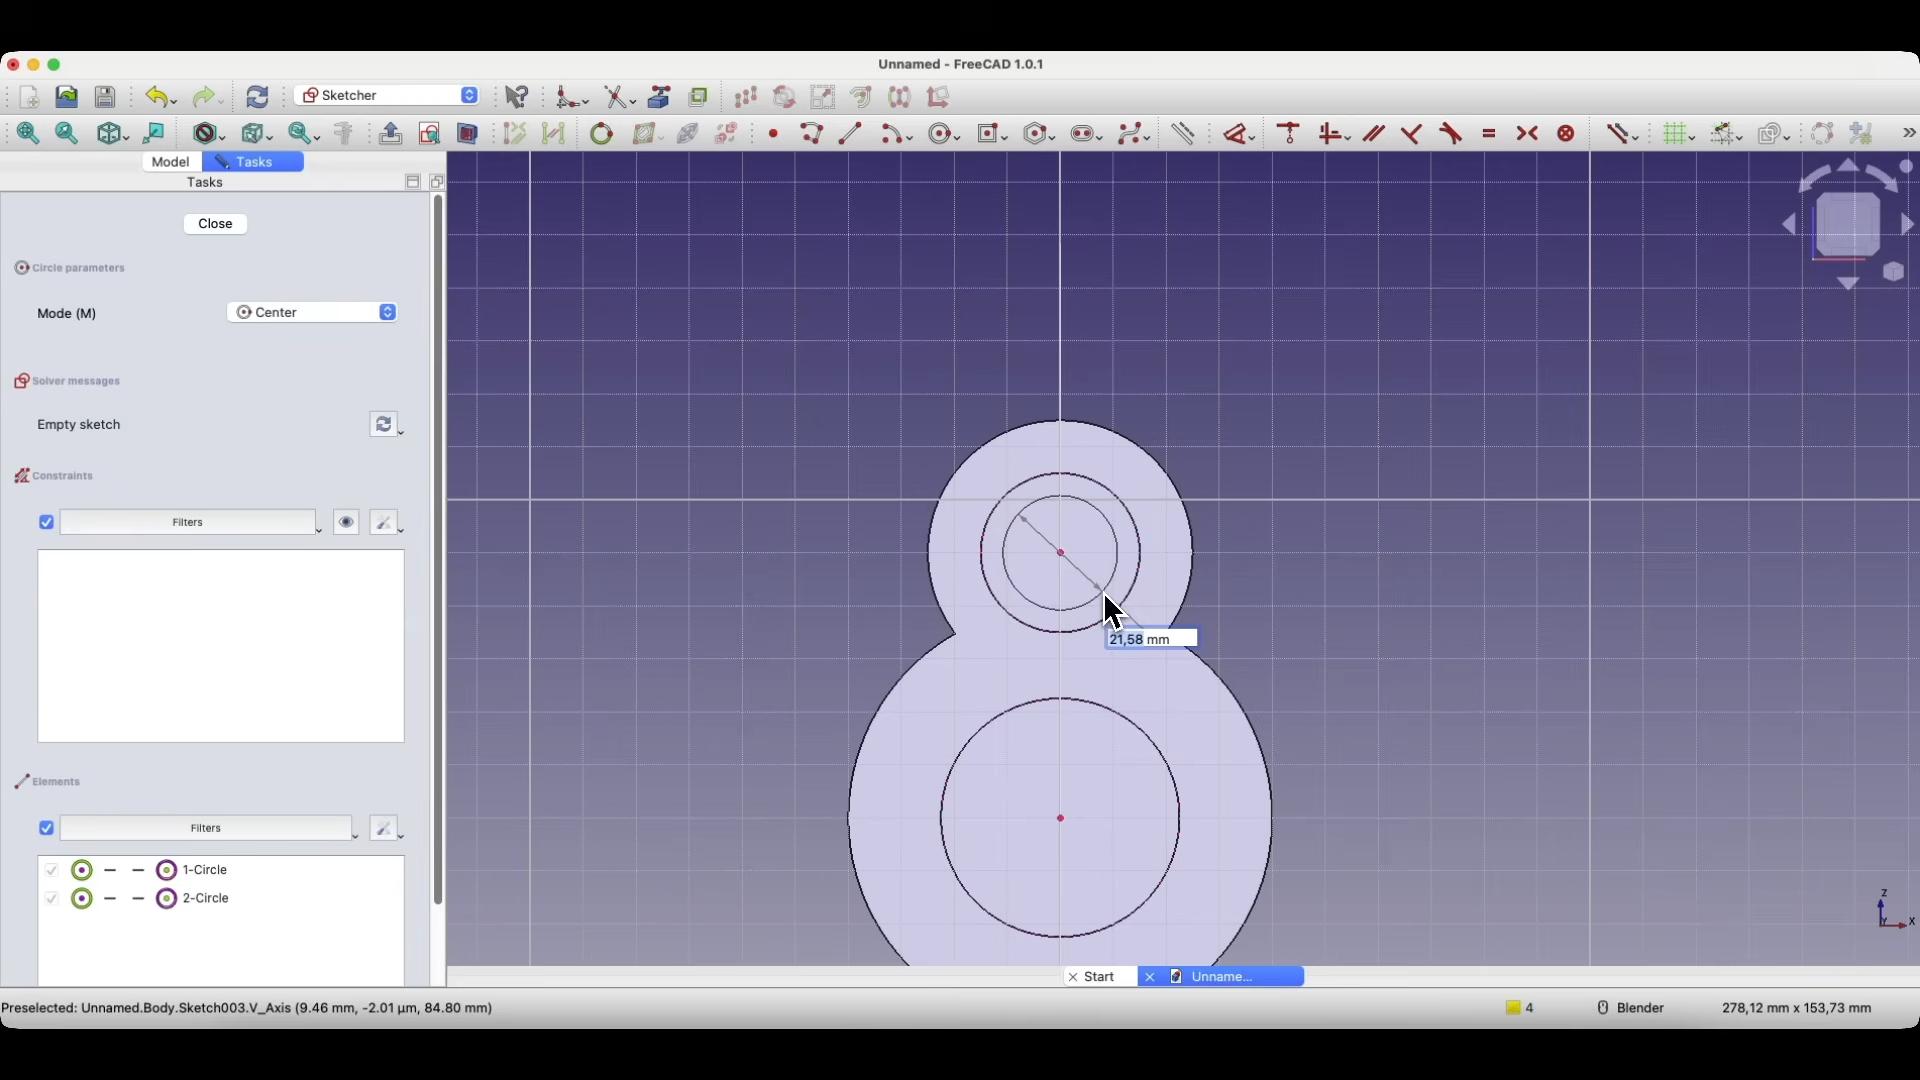 Unnamed - FreeCAD 1.0.1
Sketcher
Model
Tasks
Tasks
Close
Circle parameters
Mode (M)
Center
Solver messages
Empty sketch
Constraints
Filters
Elements
Filters
1-Circle
2-Circle
21,58 mm
Z
Y
X
Start
Unname...
Preselected: Unnamed.Body.Sketch003.V_Axis (9.46 mm, -2.01 μm, 84.80 mm)
4
Blender
278,12 mm x 153,73 mm